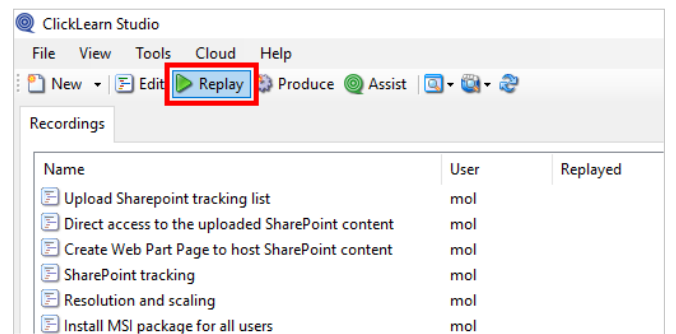 ClickLearn Studio
File View Tools Cloud Help
New Edit Replay Produce Assist
Recordings
Name User Replayed
Upload Sharepoint tracking list mol
Direct access to the uploaded SharePoint content mol
Create Web Part Page to host SharePoint content mol
SharePoint tracking mol
Resolution and scaling mol
Install MSI package for all users mol